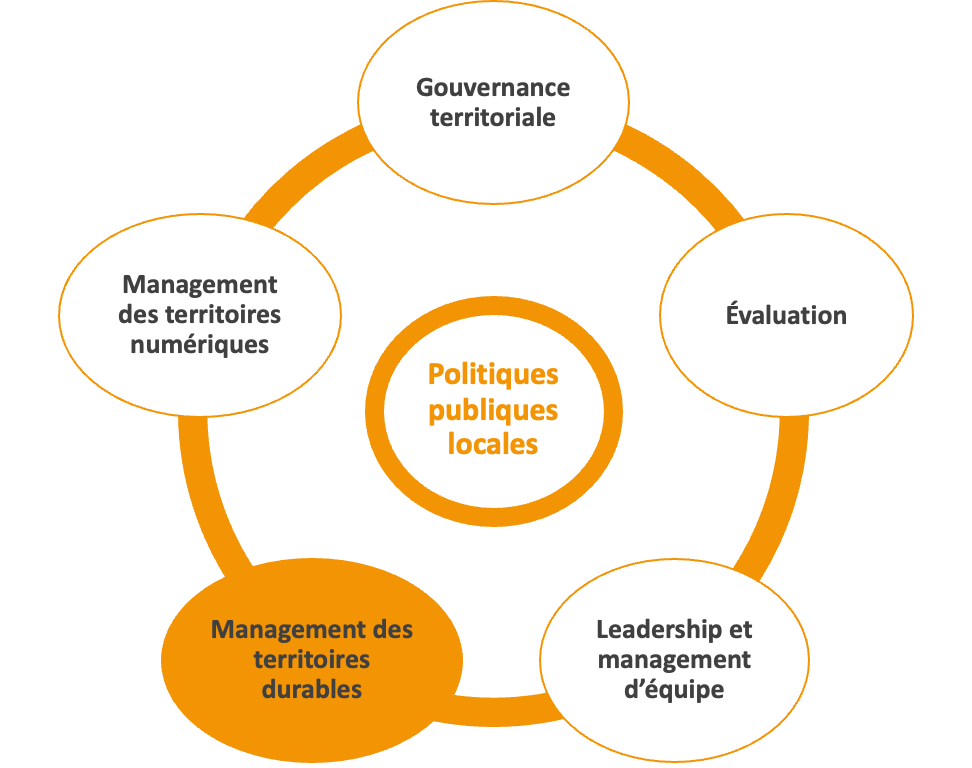 Gouvernance
territoriale
Management
des territoires
numériques
Évaluation
Politiques
publiques
locales
Management des
territoires
durables
Leadership et
management
d’équipe